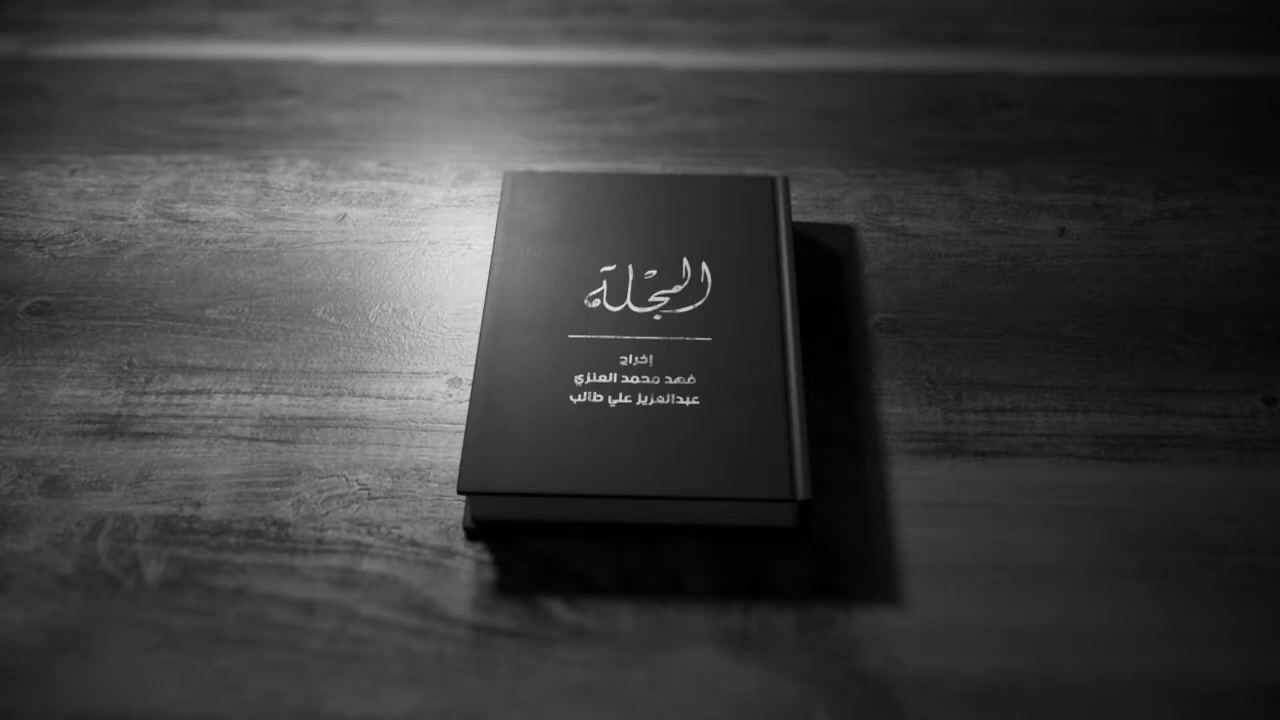 المجلة
إخراج
فهد محمد العنزي
عبدالعزيز علي طالب